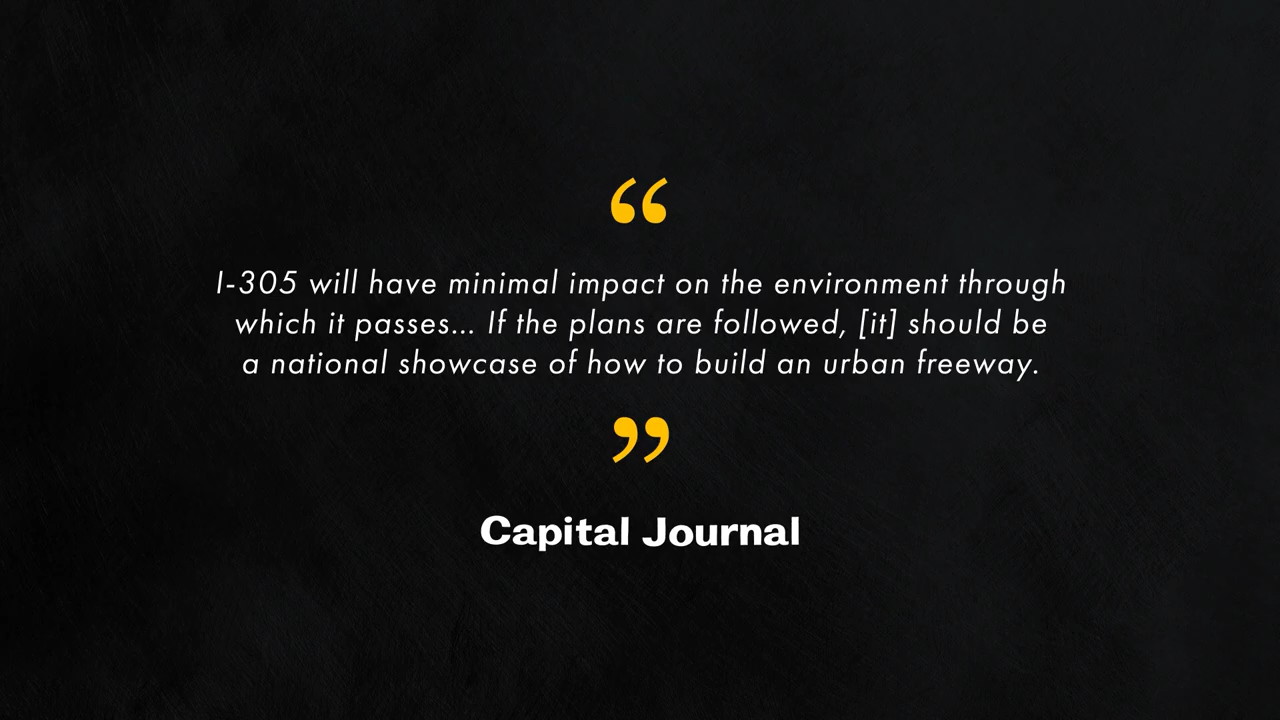 “
I-305 will have minimal impact on the environment through
which it passes... If the plans are followed, [it] should be
a national showcase of how to build an urban freeway.
”
Capital Journal